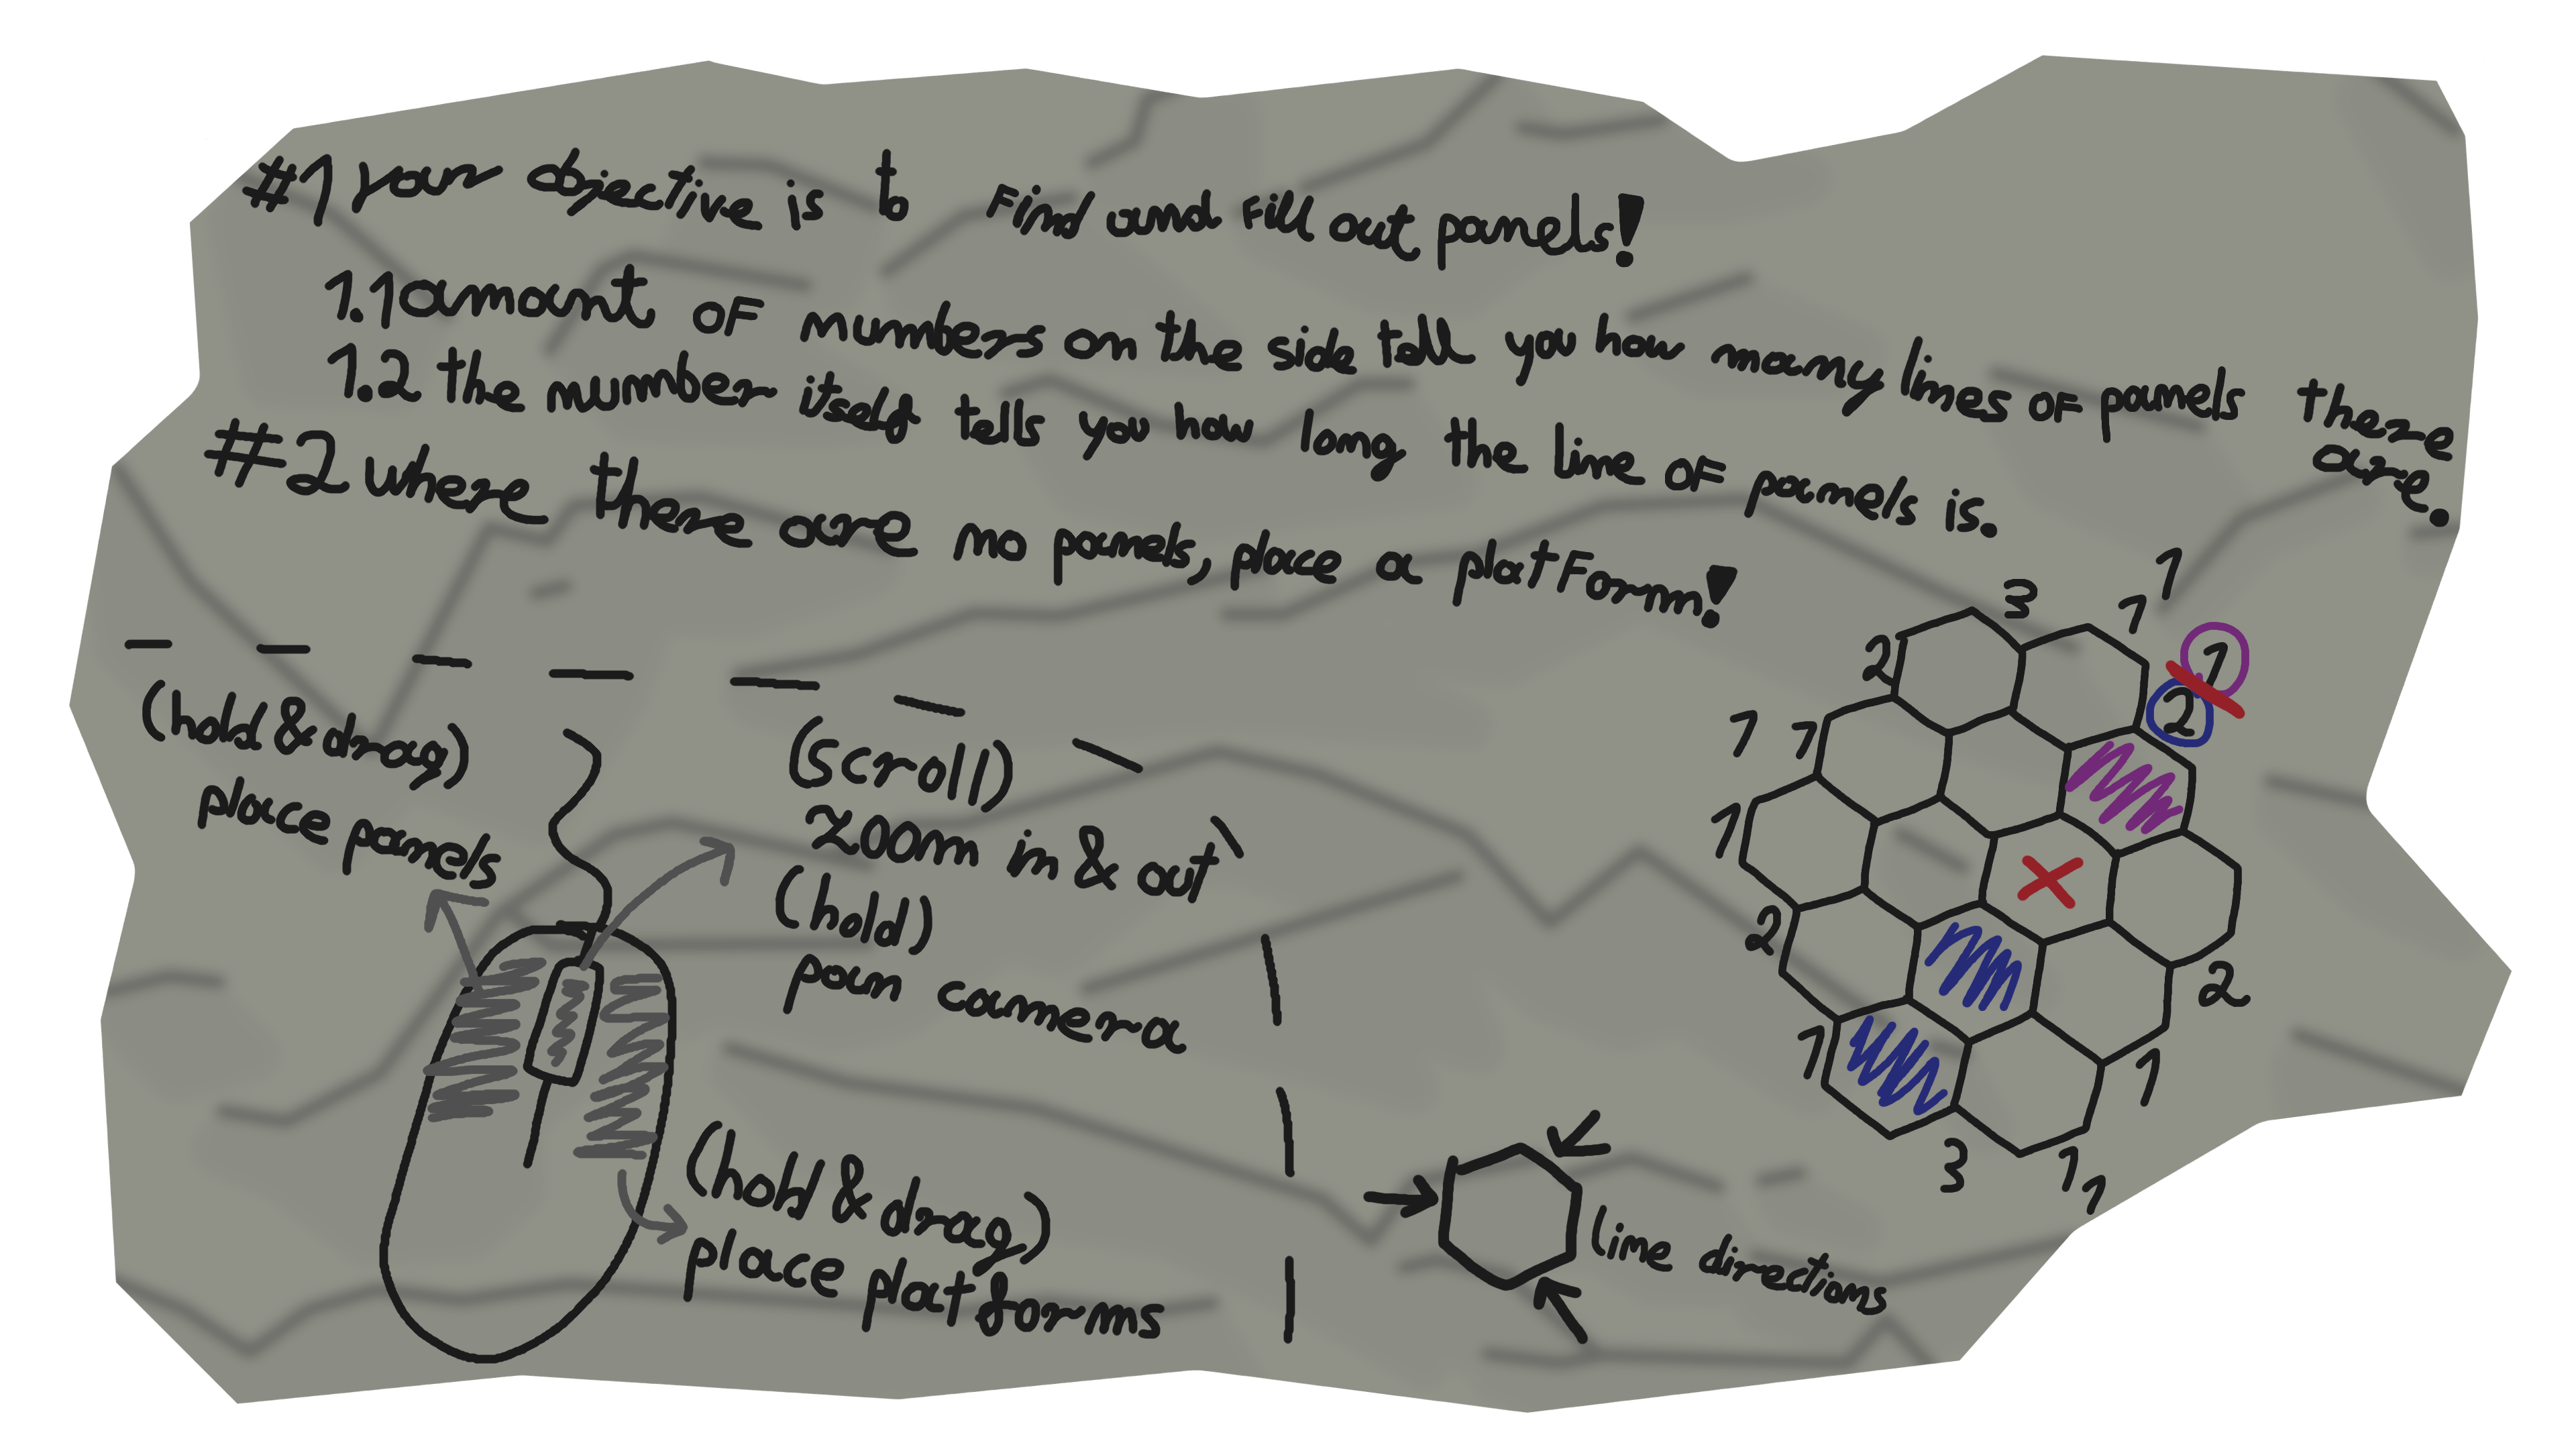 #1 your objective is to Find and Fill out panels!
1.1 amount oF numbers on the side tell you how many lines oF panels there are.
1.2 the number itself tells you how long the line oF panels is.
#2 where there are no panels, place a platForm!
(hold & drag)
place panels
(scroll)
zoom in & out
(hold)
pan camera
(hold & drag)
place platforms
3
1
1
2
1
2
1 1
1
2
2
1
1
3
1
1
line directions